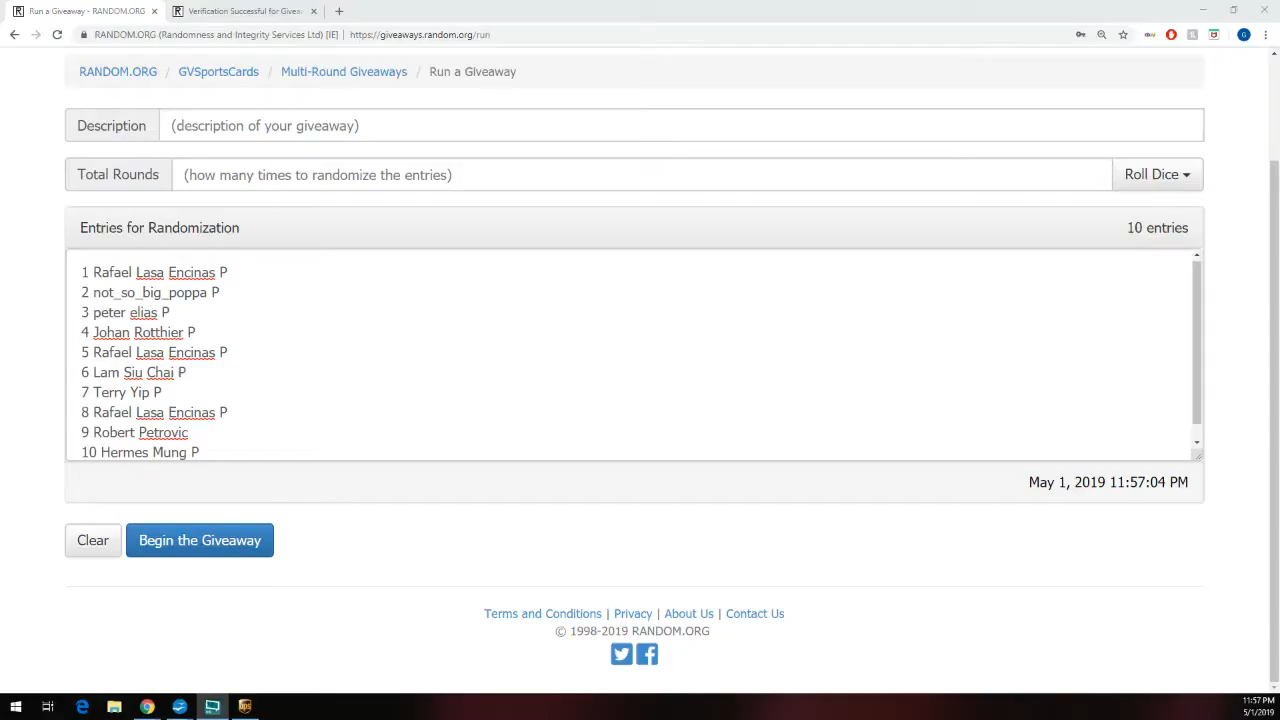 Run a Giveaway - RANDOM.ORG
Verification Successful for Givea
RANDOM.ORG (Randomness and Integrity Services Ltd) [IE] | https://giveaways.random.org/run
RANDOM.ORG / GVSportsCards / Multi-Round Giveaways / Run a Giveaway
Description (description of your giveaway)
Total Rounds (how many times to randomize the entries) Roll Dice
Entries for Randomization 10 entries
1 Rafael Lasa Encinas P
2 not_so_big_poppa P
3 peter elias P
4 Johan Rotthier P
5 Rafael Lasa Encinas P
6 Lam Siu Chai P
7 Terry Yip P
8 Rafael Lasa Encinas P
9 Robert Petrovic
10 Hermes Mung P
May 1, 2019 11:57:04 PM
Clear Begin the Giveaway
Terms and Conditions | Privacy | About Us | Contact Us
© 1998-2019 RANDOM.ORG
11:57 PM
5/1/2019